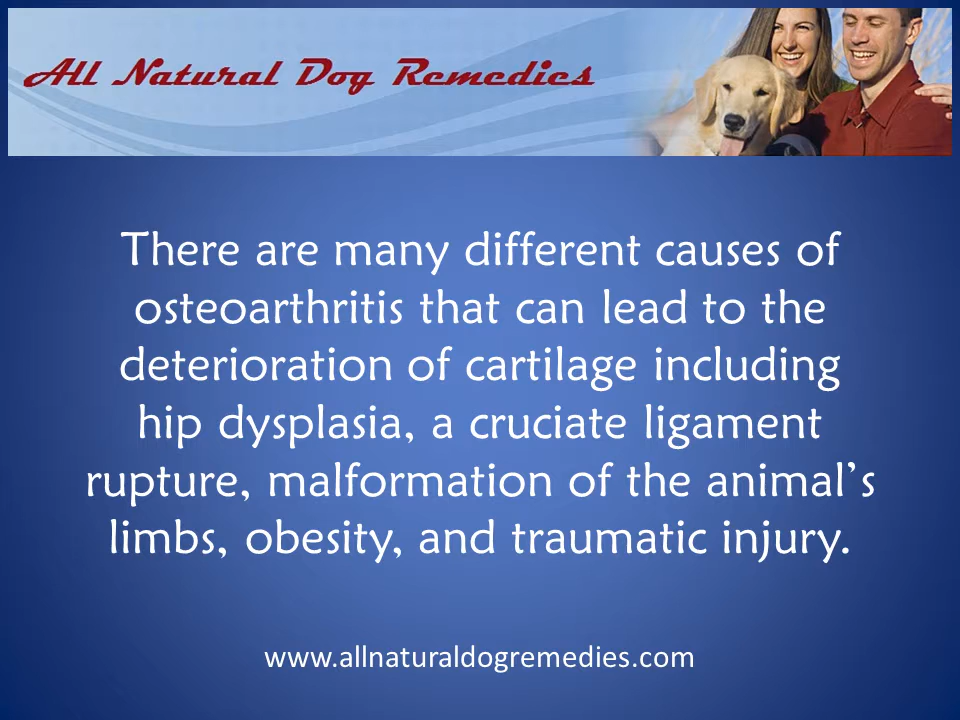 All Natural Dog Remedies
There are many different causes of
osteoarthritis that can lead to the
deterioration of cartilage including
hip dysplasia, a cruciate ligament
rupture, malformation of the animal’s
limbs, obesity, and traumatic injury.
www.allnaturaldogremedies.com